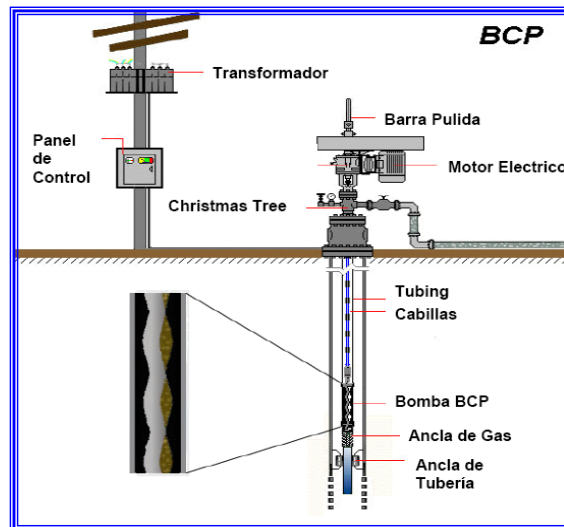 BCP
Transformador
Barra Pulida
Panel
de
Control
Motor Electrico
Christmas Tree
Tubing
Cabillas
Bomba BCP
Ancla de Gas
Ancla de
Tubería